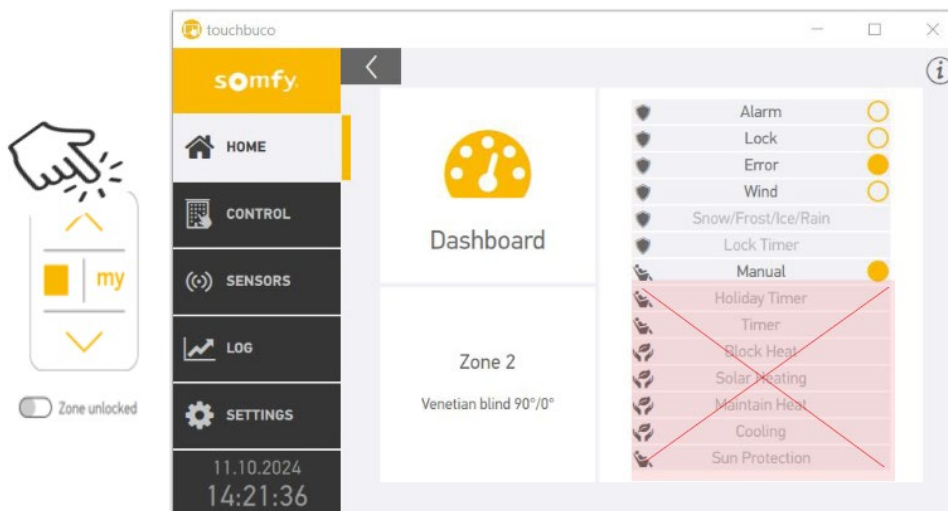 touchbuco
somfy.
HOME
CONTROL
SENSORS
LOG
SETTINGS
11.10.2024
14:21:36
my
Zone unlocked
Dashboard
Zone 2
Venetian blind 90°/0°
i
Alarm
Lock
Error
Wind
Snow/Frost/Ice/Rain
Lock Timer
Manual
Holiday Timer
Timer
Block Heat
Solar Heating
Maintain Heat
Cooling
Sun Protection